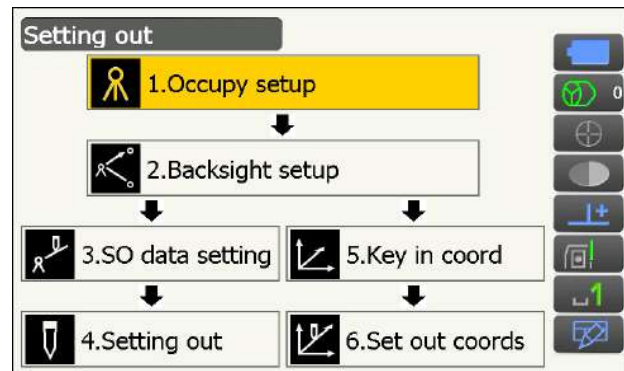 Setting out
1.Occupy setup
0
2.Backsight setup
3.SO data setting
5.Key in coord
1
4.Setting out
6.Set out coords